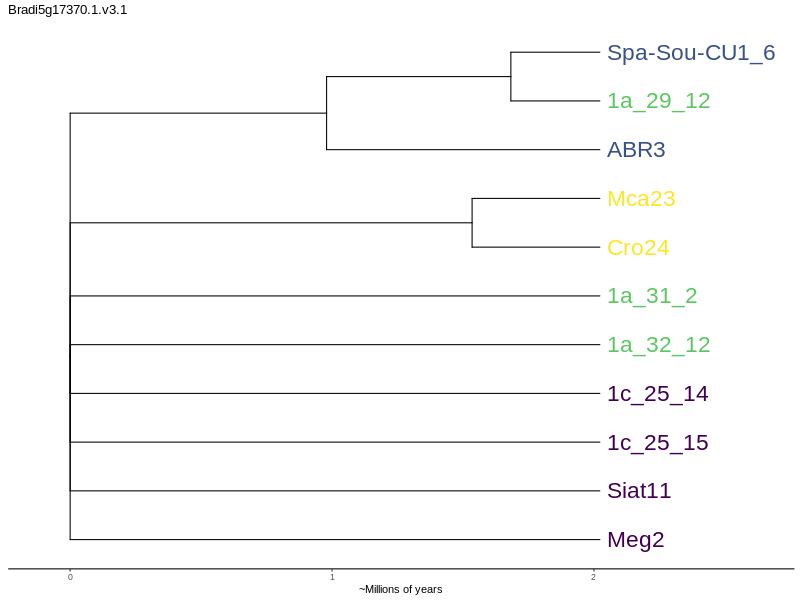 Bradi5g17370.1.v3.1
Spa-Sou-CU1_6
1a_29_12
ABR3
Mca23
Cro24
1a_31_2
1a_32_12
1c_25_14
1c_25_15
Siat11
Meg2
0 1 2
~Millions of years